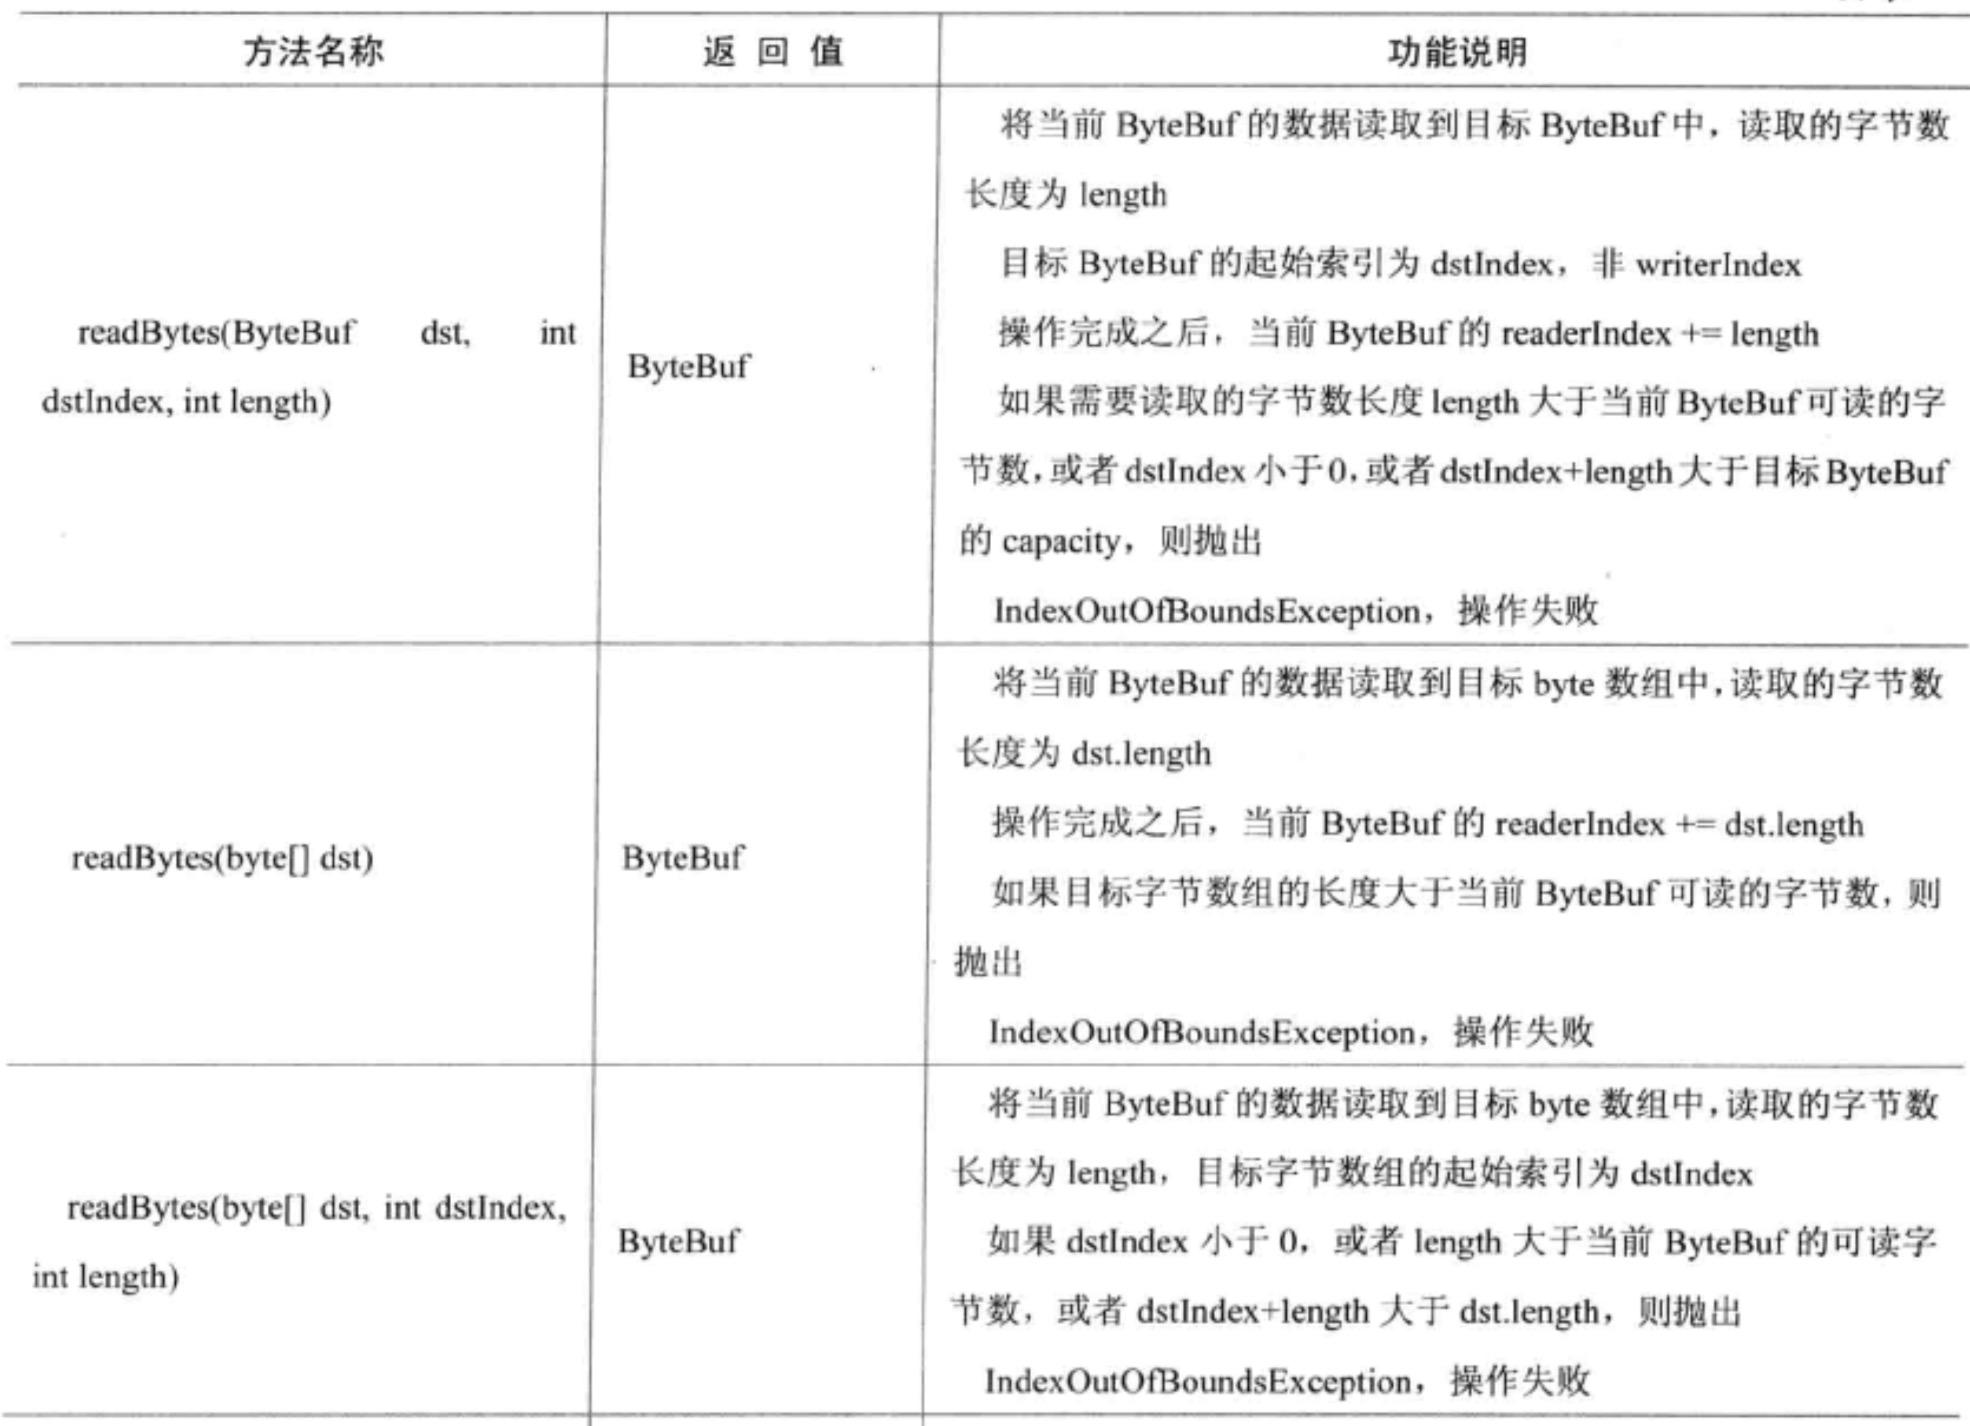 方法名称 返回值 功能说明
readBytes(ByteBuf dst, int
dstIndex, int length)
ByteBuf
将当前 ByteBuf 的数据读取到目标 ByteBuf 中，读取的字节数
长度为 length
目标 ByteBuf 的起始索引为 dstIndex，非 writerIndex
操作完成之后，当前 ByteBuf 的 readerIndex += length
如果需要读取的字节数长度 length 大于当前 ByteBuf 可读的字
节数，或者 dstIndex 小于 0，或者 dstIndex+length 大于目标 ByteBuf
的 capacity，则抛出
IndexOutOfBoundsException，操作失败
readBytes(byte[] dst)
ByteBuf
将当前 ByteBuf 的数据读取到目标 byte 数组中，读取的字节数
长度为 dst.length
操作完成之后，当前 ByteBuf 的 readerIndex += dst.length
如果目标字节数组的长度大于当前 ByteBuf 可读的字节数，则
抛出
IndexOutOfBoundsException，操作失败
readBytes(byte[] dst, int dstIndex,
int length)
ByteBuf
将当前 ByteBuf 的数据读取到目标 byte 数组中，读取的字节数
长度为 length，目标字节数组的起始索引为 dstIndex
如果 dstIndex 小于 0，或者 length 大于当前 ByteBuf 的可读字
节数，或者 dstIndex+length 大于 dst.length，则抛出
IndexOutOfBoundsException，操作失败